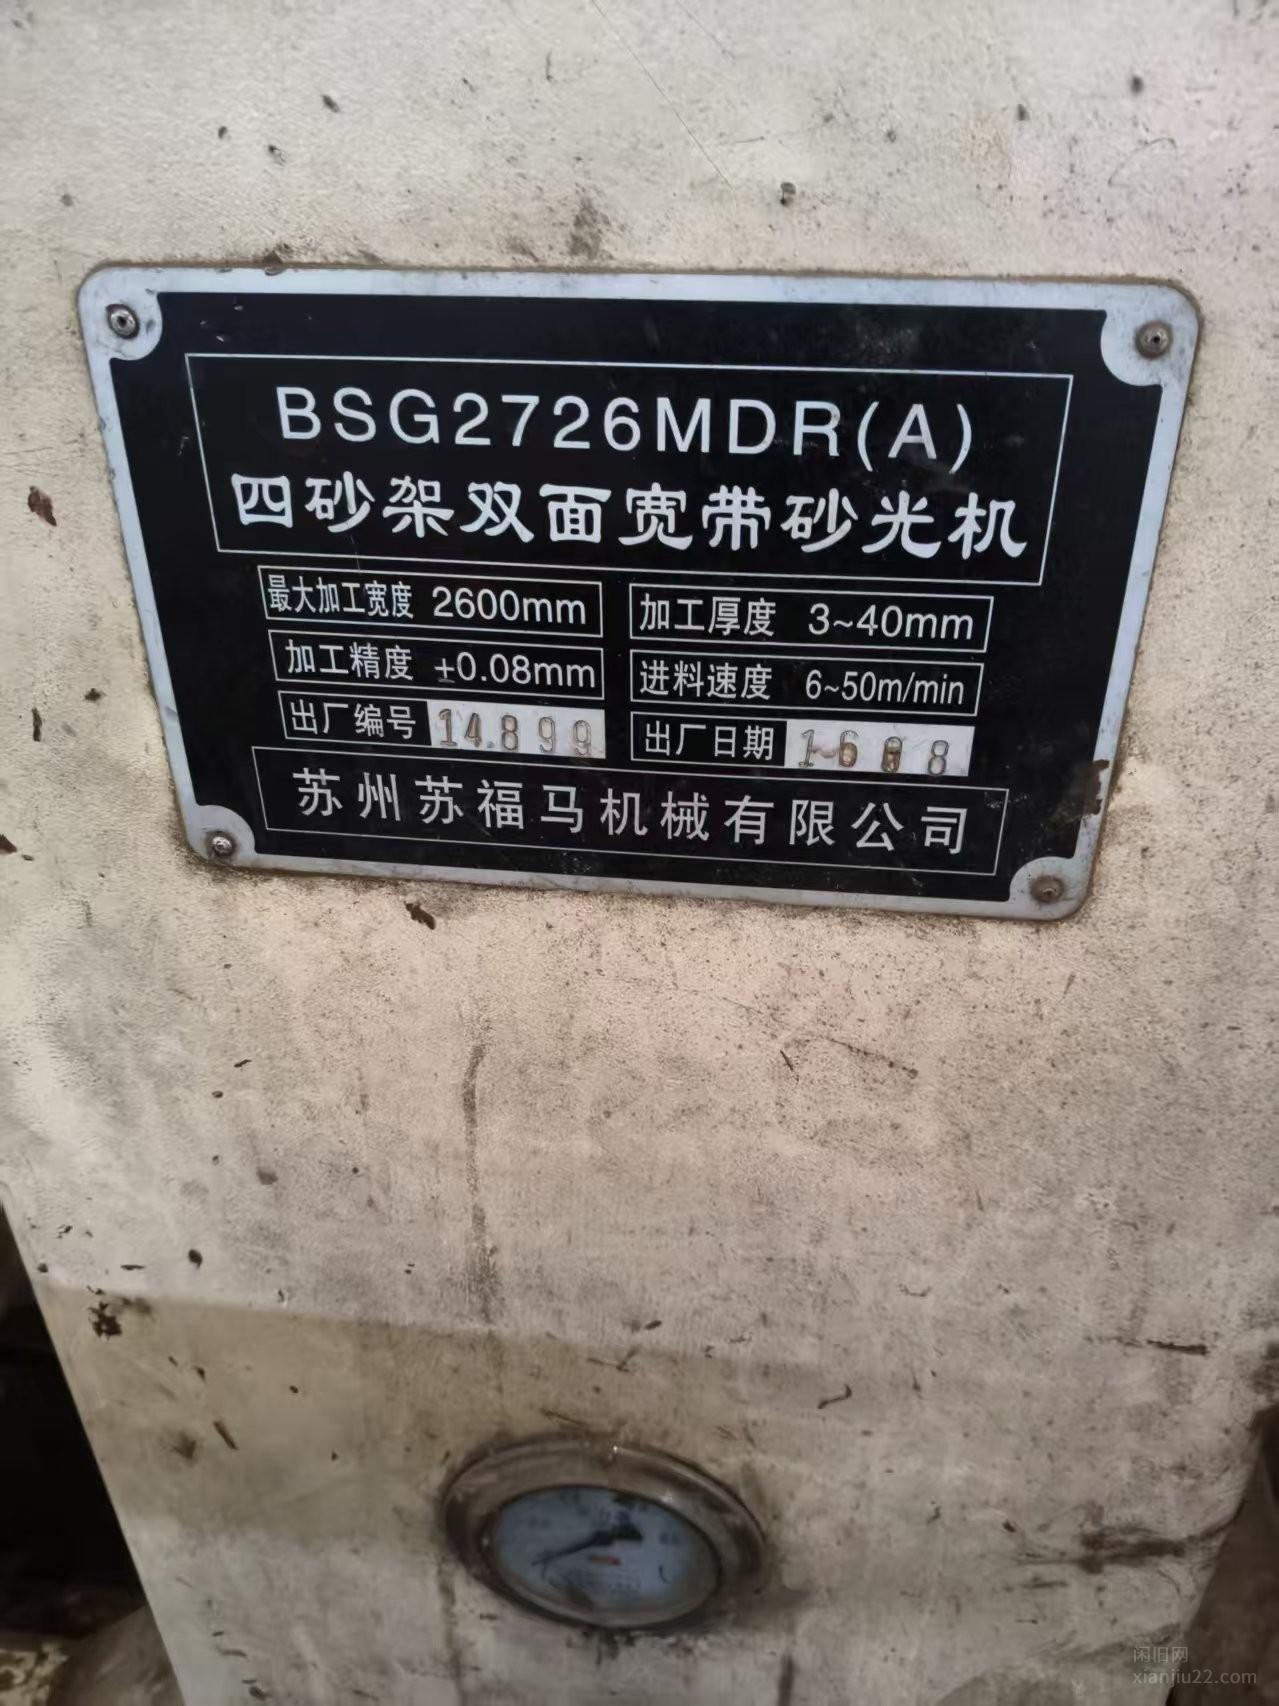 BSG2726MDR(A)
四砂架双面宽带砂光机
最大加工宽度 2600mm
加工厚度 3~40mm
加工精度 ±0.08mm
进料速度 6~50m/min
出厂编号 14.899
出厂日期
苏州苏福马机械有限公司
闲旧网
xianjiu22.com